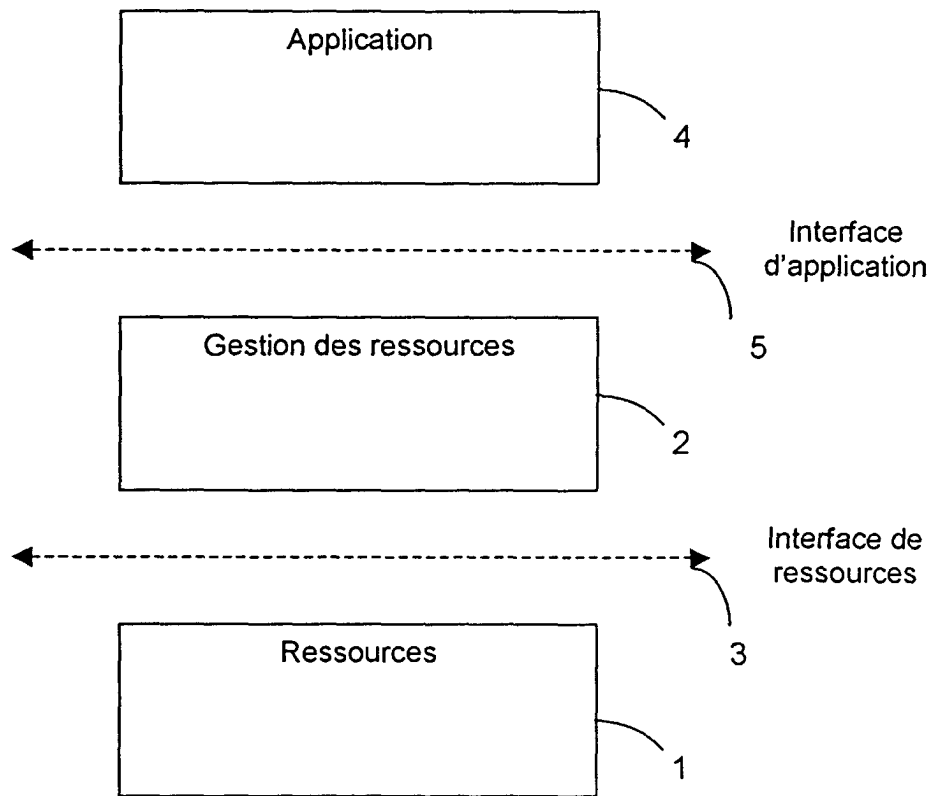 Application
4
Interface
d'application
5
Gestion des ressources
2
Interface de
ressources
3
Ressources
1